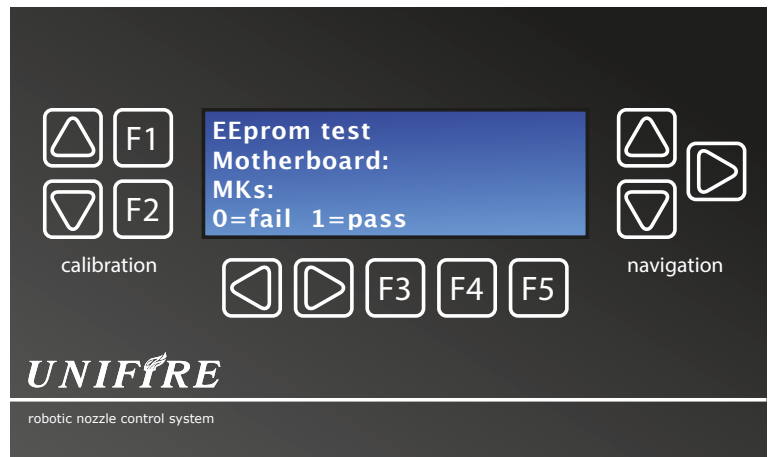 F1
F2
EEprom test
Motherboard:
MKs:
0=fail 1=pass
calibration
F3
F4
F5
navigation
UNIFIRE
robotic nozzle control system